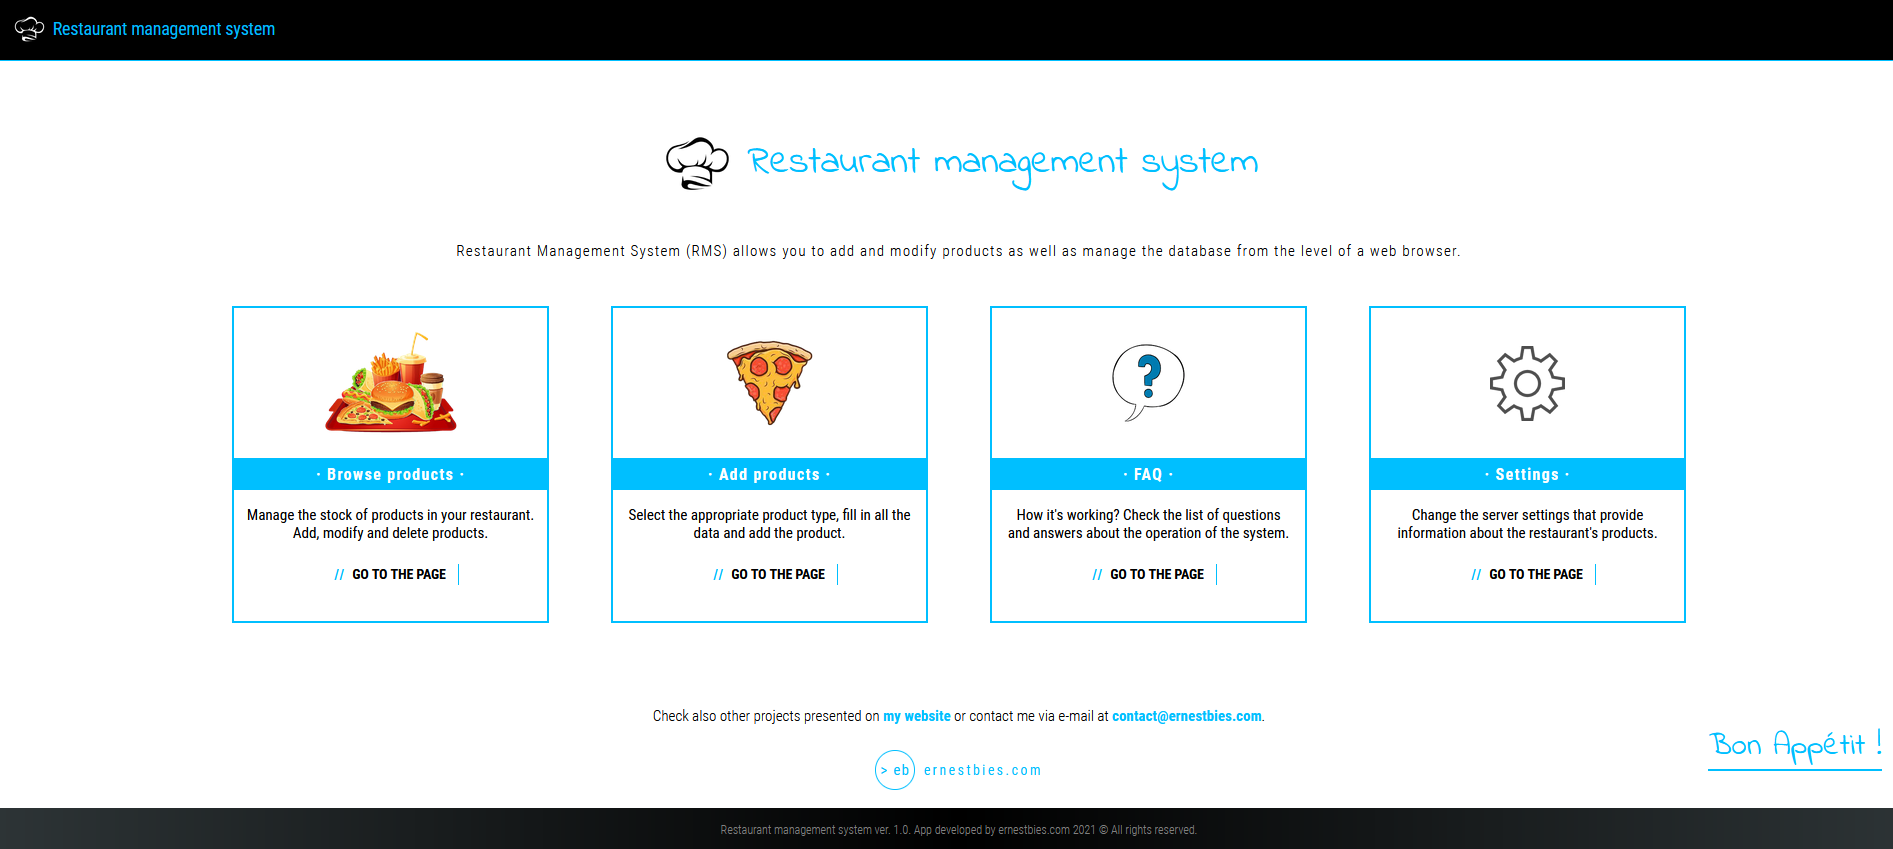 Restaurant management system
Restaurant management system
Restaurant Management System (RMS) allows you to add and modify products as well as manage the database from the level of a web browser.
· Browse products ·
Manage the stock of products in your restaurant.
Add, modify and delete products.
// GO TO THE PAGE
· Add products ·
Select the appropriate product type, fill in all the
data and add the product.
// GO TO THE PAGE
?
· FAQ ·
How it's working? Check the list of questions
and answers about the operation of the system.
// GO TO THE PAGE
· Settings ·
Change the server settings that provide
information about the restaurant's products.
// GO TO THE PAGE
Check also other projects presented on my website or contact me via e-mail at contact@ernestbies.com.
Bon Appétit !
> eb ernestbies.com
Restaurant management system ver. 1.0. App developed by ernestbies.com 2021 © All rights reserved.